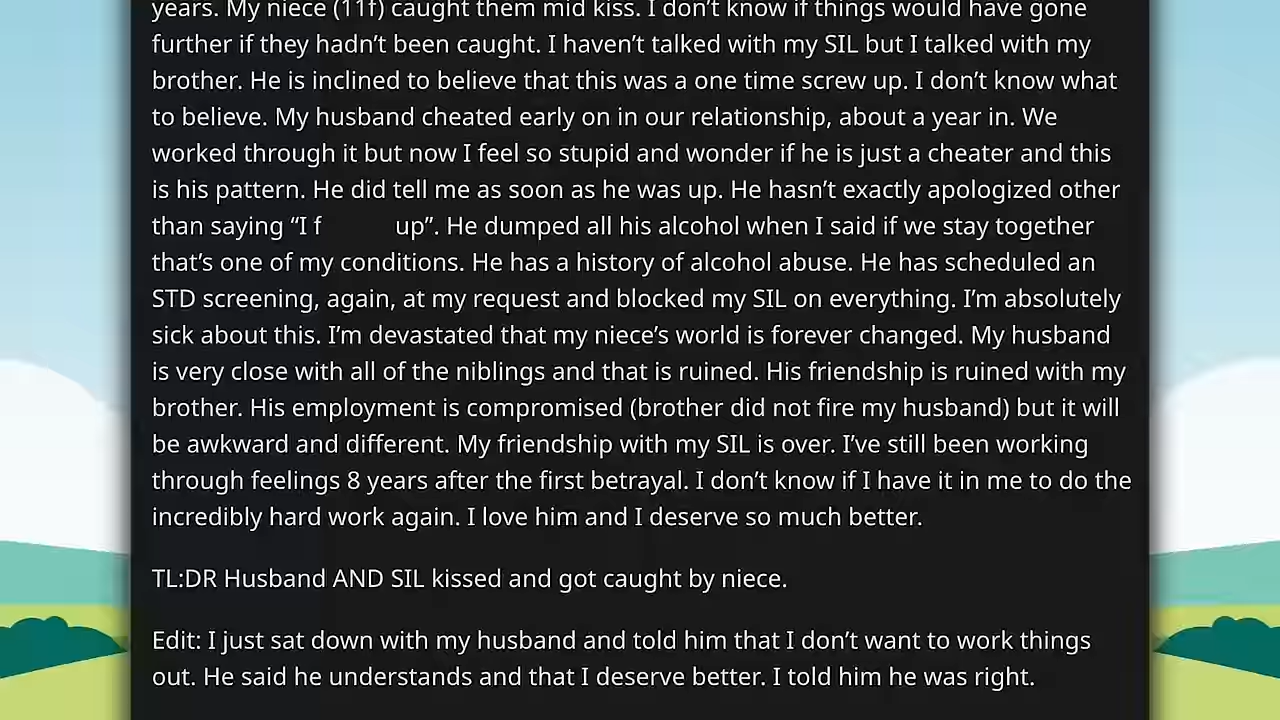 years. My niece (11f) caught them mid kiss. I don’t know if things would have gone
further if they hadn’t been caught. I haven’t talked with my SIL but I talked with my
brother. He is inclined to believe that this was a one time screw up. I don’t know what
to believe. My husband cheated early on in our relationship, about a year in. We
worked through it but now I feel so stupid and wonder if he is just a cheater and this
is his pattern. He did tell me as soon as he was up. He hasn’t exactly apologized other
than saying “I f up”. He dumped all his alcohol when I said if we stay together
that’s one of my conditions. He has a history of alcohol abuse. He has scheduled an
STD screening, again, at my request and blocked my SIL on everything. I’m absolutely
sick about this. I’m devastated that my niece’s world is forever changed. My husband
is very close with all of the niblings and that is ruined. His friendship is ruined with my
brother. His employment is compromised (brother did not fire my husband) but it will
be awkward and different. My friendship with my SIL is over. I’ve still been working
through feelings 8 years after the first betrayal. I don’t know if I have it in me to do the
incredibly hard work again. I love him and I deserve so much better.
TL:DR Husband AND SIL kissed and got caught by niece.
Edit: I just sat down with my husband and told him that I don’t want to work things
out. He said he understands and that I deserve better. I told him he was right.